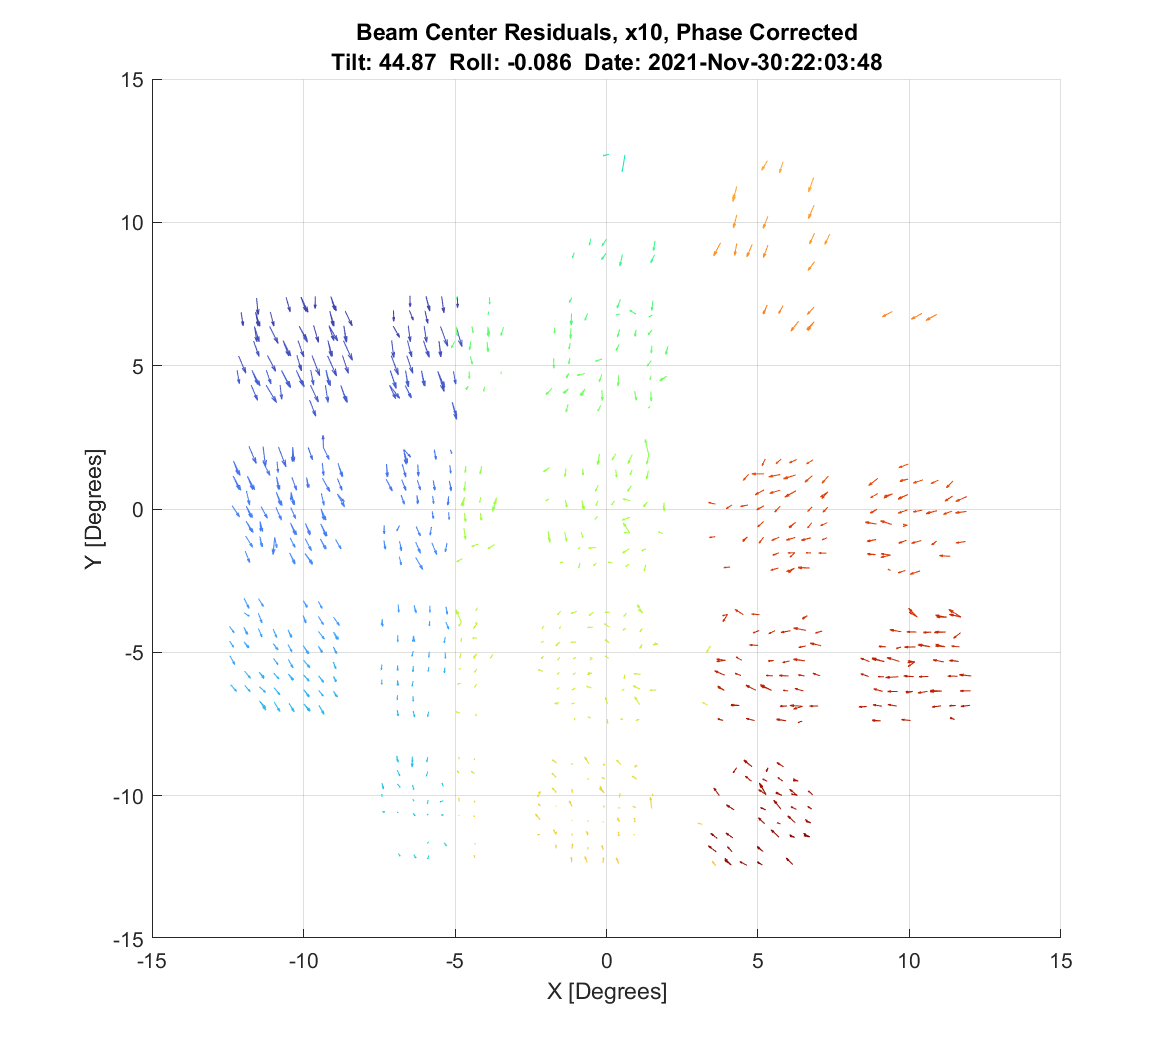 Beam Center Residuals, x10, Phase Corrected
Tilt: 44.87 Roll: -0.086 Date: 2021-Nov-30:22:03:48
15
10
5
0
-5
-10
-15
Y [Degrees]
-15 -10 -5 0 5 10 15
X [Degrees]